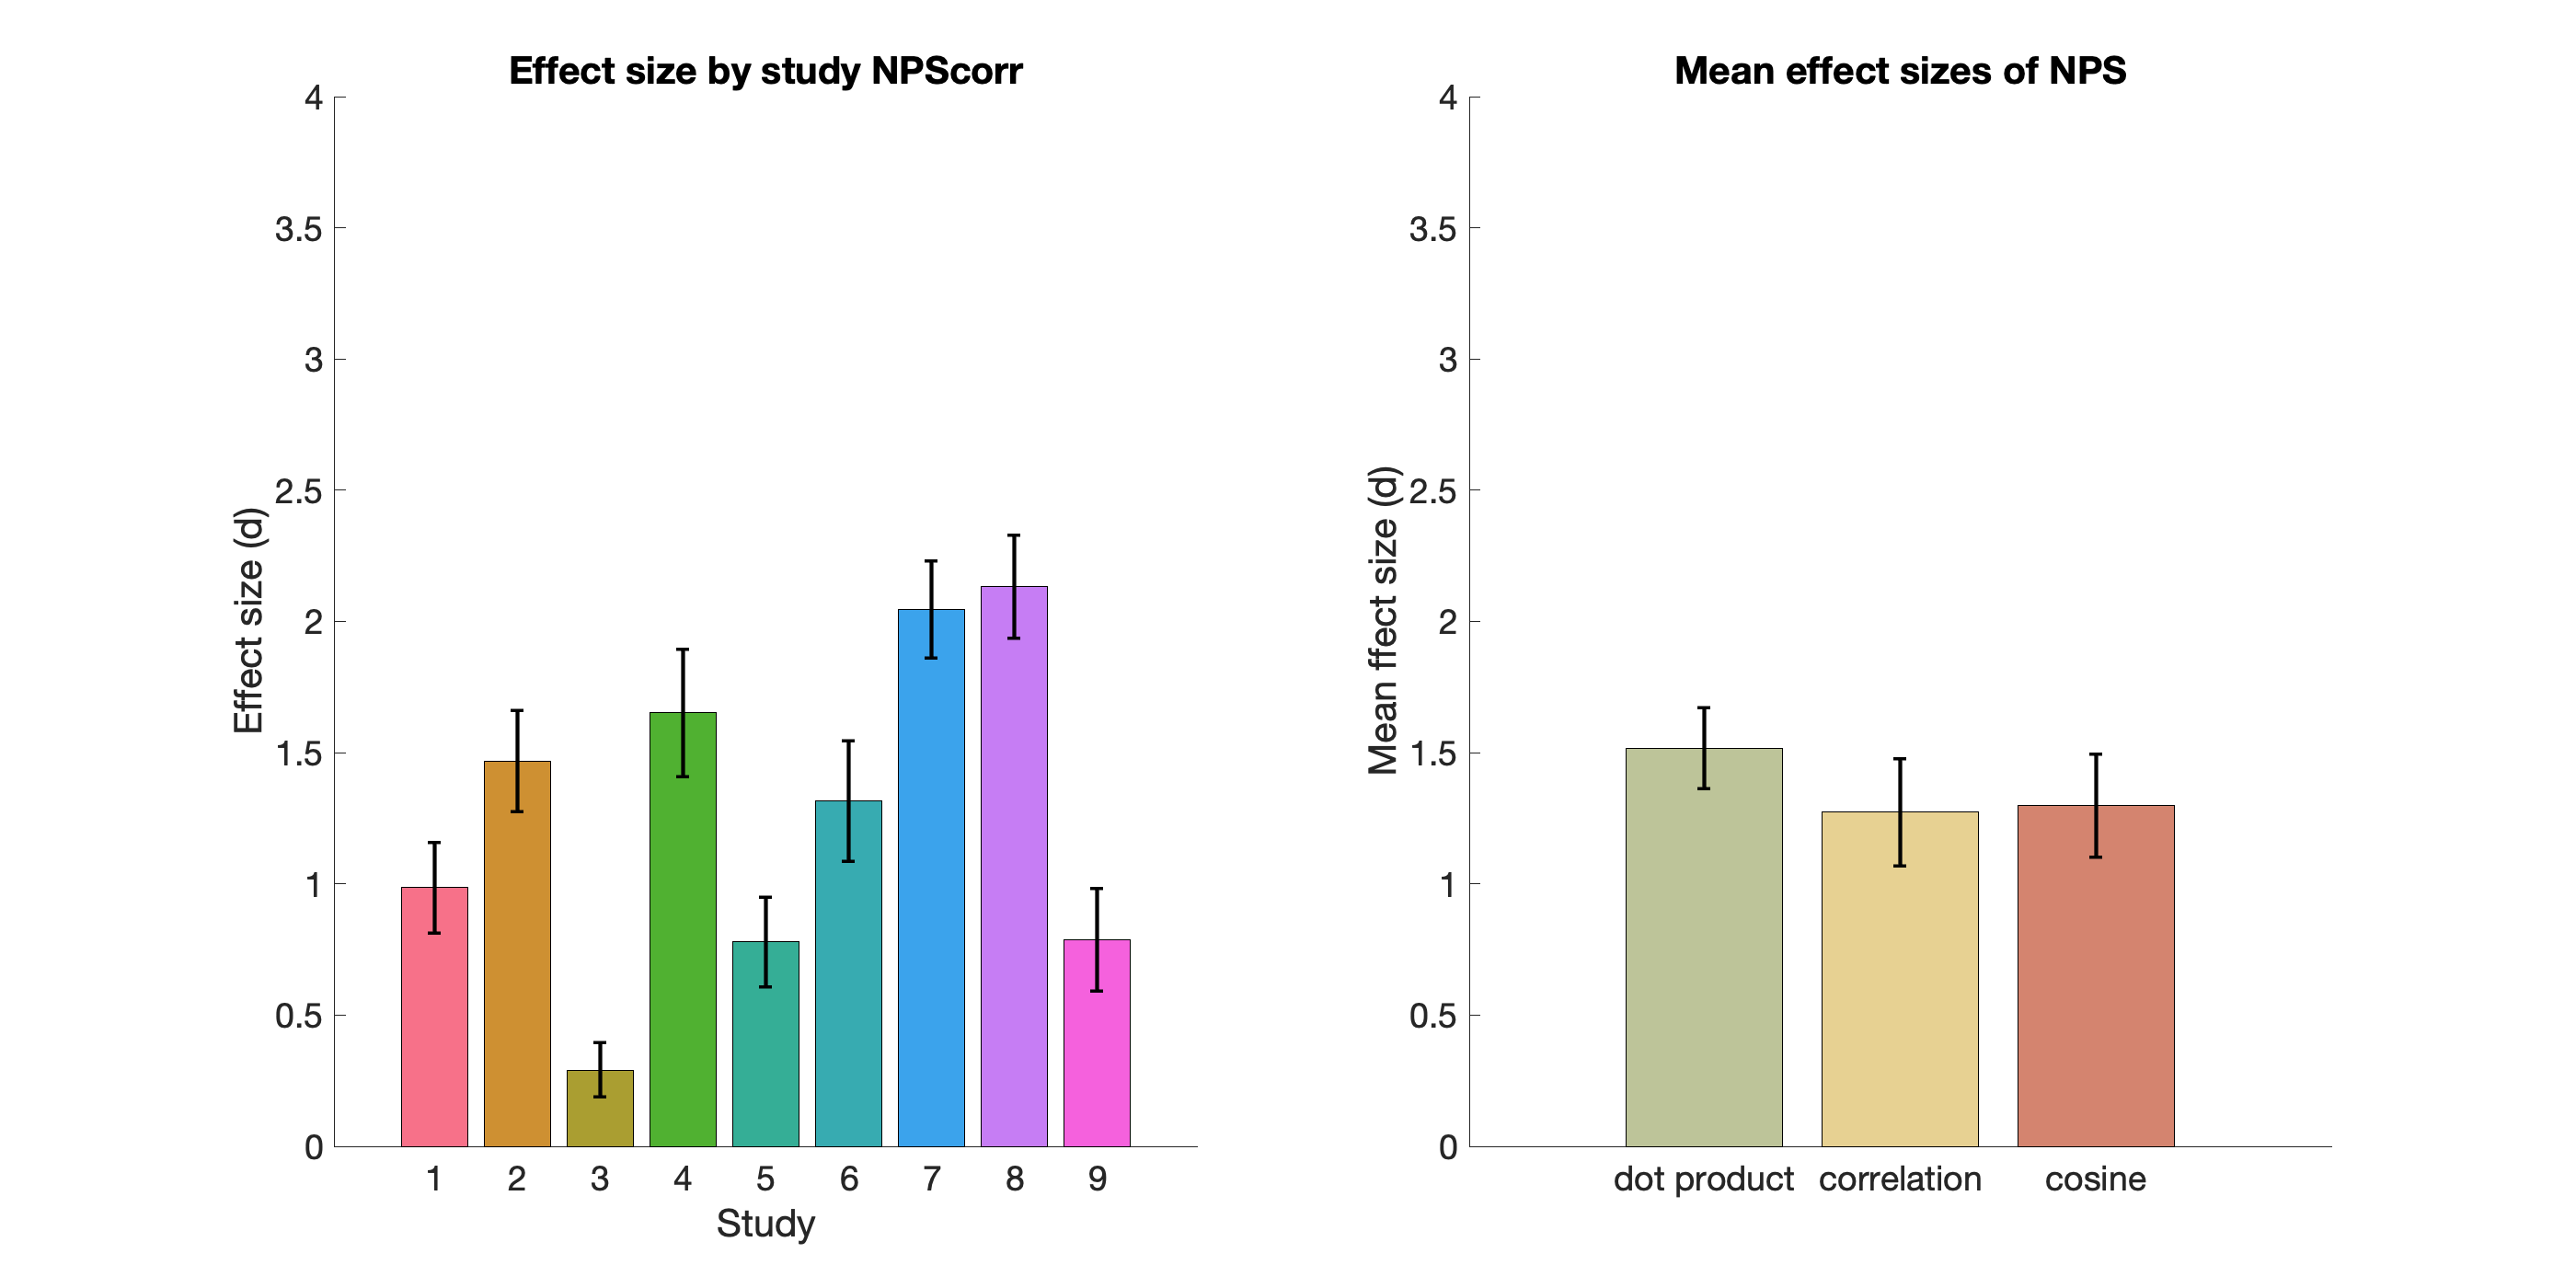 Effect size by study NPScorr
4
3.5
3
2.5
2
1.5
1
0.5
0
Effect size (d)
1 2 3 4 5 6 7 8 9
Study
Mean effect sizes of NPS
4
3.5
3
2.5
2
1.5
1
0.5
0
Mean ffect size (d)
dot product correlation cosine